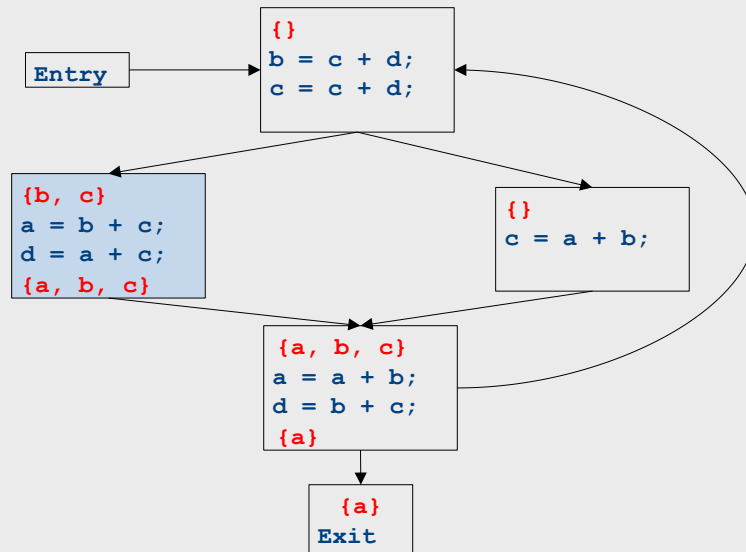 {}
b = c + d;
c = c + d;
Entry
{b, c}
a = b + c;
d = a + c;
{a, b, c}
{}
c = a + b;
{a, b, c}
a = a + b;
d = b + c;
{a}
{a}
Exit